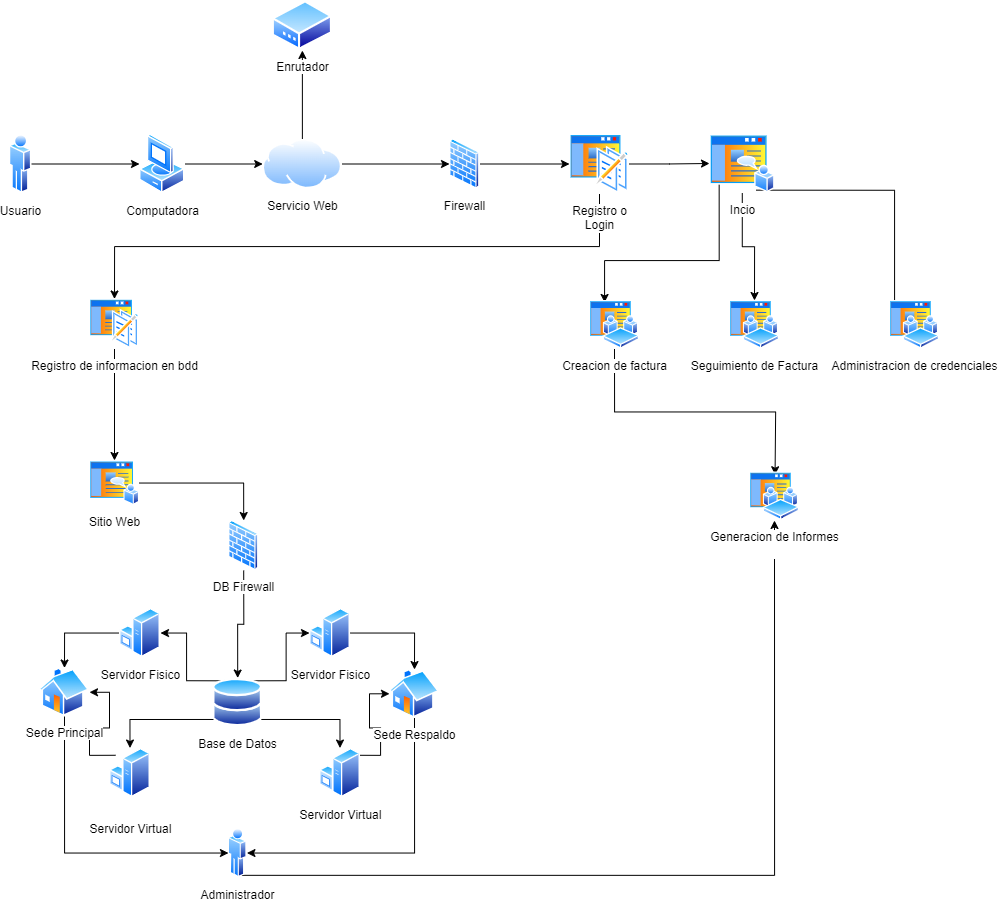 Enrutador
Usuario
Computadora
Servicio Web
Firewall
Registro o
Login
Incio
Registro de informacion en bdd
Creacion de factura
Seguimiento de Factura
Administracion de credenciales
Sitio Web
Generacion de Informes
DB Firewall
Servidor Fisico
Servidor Fisico
Sede Principal
Base de Datos
Sede Respaldo
Servidor Virtual
Servidor Virtual
Administrador